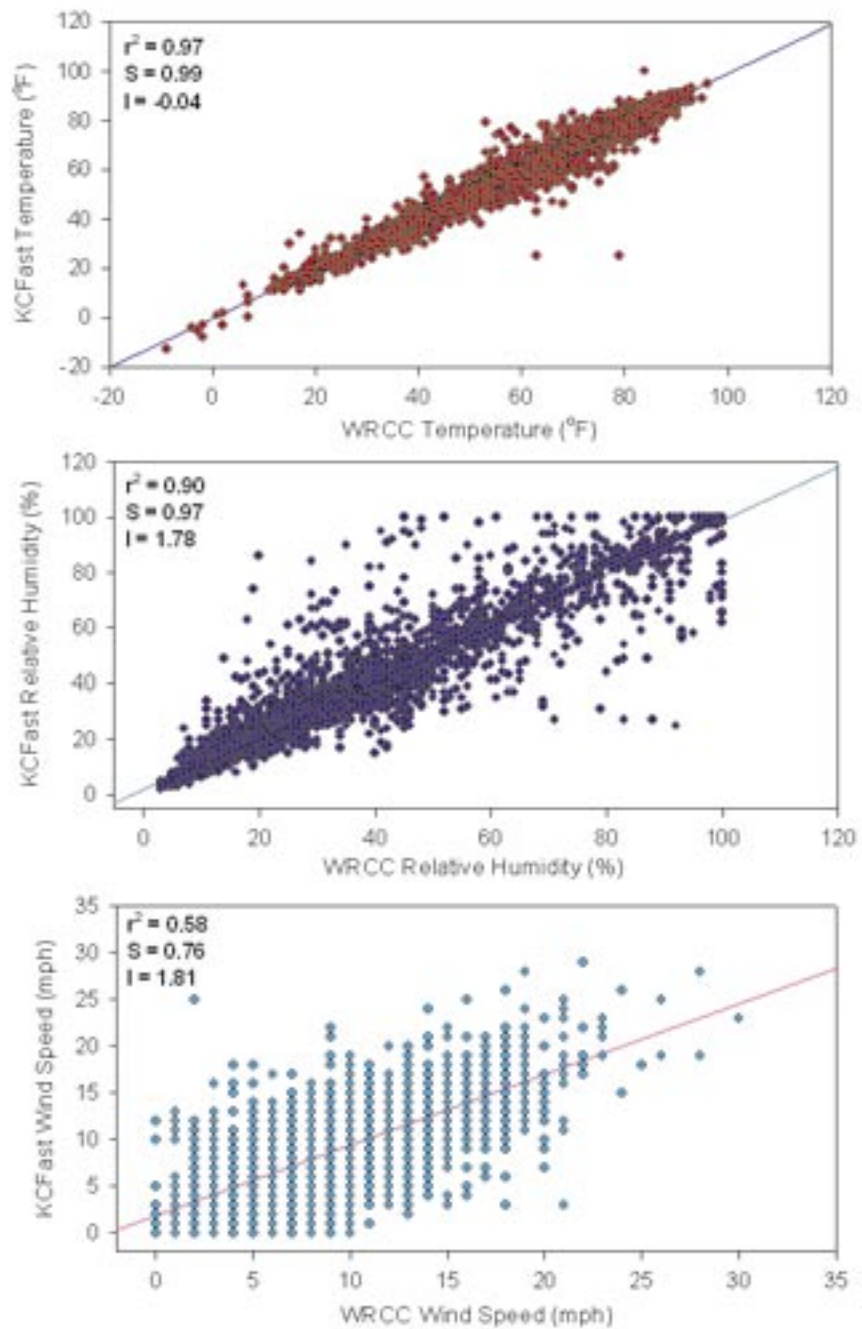 r² = 0.97
S = 0.99
I = -0.04
120
100
80
60
40
20
0
-20
KCFast Temperature (°F)
-20 0 20 40 60 80 100 120
WRCC Temperature (°F)
r² = 0.90
S = 0.97
I = 1.78
120
100
80
60
40
20
0
KCFast Relative Humidity (%)
0 20 40 60 80 100 120
WRCC Relative Humidity (%)
r² = 0.58
S = 0.76
I = 1.81
35
30
25
20
15
10
5
0
KCFast Wind Speed (mph)
0 5 10 15 20 25 30 35
WRCC Wind Speed (mph)